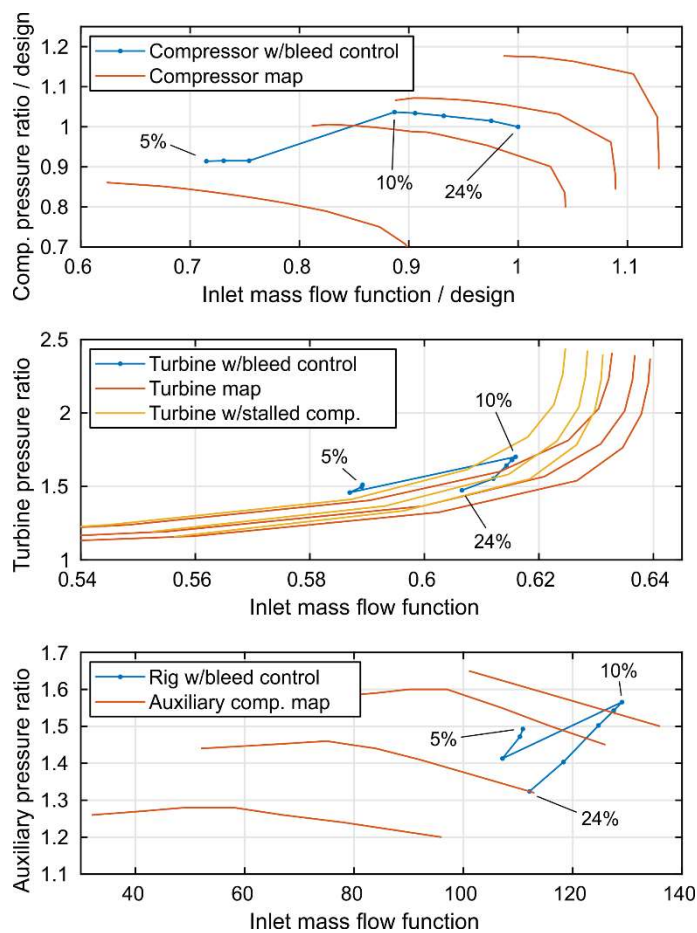 Comp. pressure ratio / design
1.2
1.1
1
0.9
0.8
0.7
Compressor w/bleed control
Compressor map
5%
10%
24%
0.6 0.7 0.8 0.9 1 1.1
Inlet mass flow function / design
Turbine pressure ratio
2.5
2
1.5
1
Turbine w/bleed control
Turbine map
Turbine w/stalled comp.
10%
5%
24%
0.54 0.56 0.58 0.6 0.62 0.64
Inlet mass flow function
Auxiliary pressure ratio
1.7
1.6
1.5
1.4
1.3
1.2
1.1
Rig w/bleed control
Auxiliary comp. map
10%
5%
24%
40 60 80 100 120 140
Inlet mass flow function